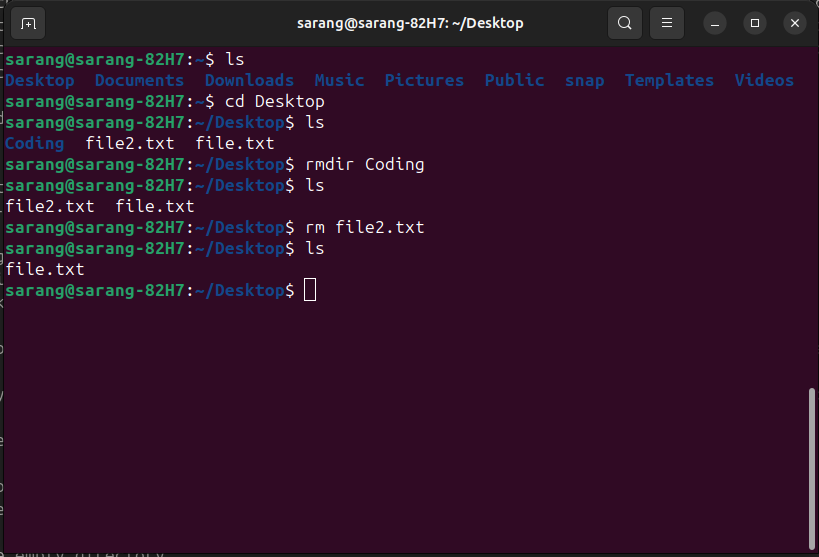 sarang@sarang-82H7: ~/Desktop
sarang@sarang-82H7:~$ ls
Desktop  Documents  Downloads  Music  Pictures  Public  snap  Templates  Videos
sarang@sarang-82H7:~$ cd Desktop
sarang@sarang-82H7:~/Desktop$ ls
Coding  file2.txt  file.txt
sarang@sarang-82H7:~/Desktop$ rmdir Coding
sarang@sarang-82H7:~/Desktop$ ls
file2.txt  file.txt
sarang@sarang-82H7:~/Desktop$ rm file2.txt
sarang@sarang-82H7:~/Desktop$ ls
file.txt
sarang@sarang-82H7:~/Desktop$